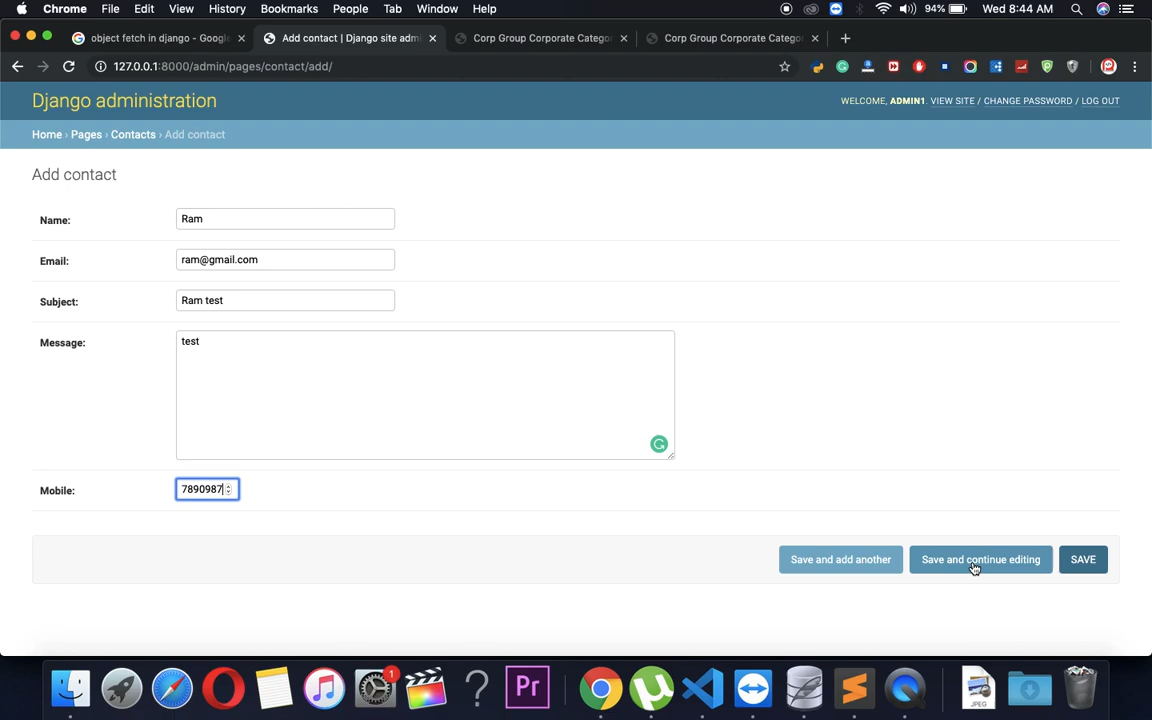 Chrome File Edit View History Bookmarks People Tab Window Help 94% Wed 8:44 AM
object fetch in django - Google Add contact | Django site adm Corp Group Corporate Catego Corp Group Corporate Catego
127.0.0.1:8000/admin/pages/contact/add/
Django administration WELCOME, ADMIN1. VIEW SITE / CHANGE PASSWORD / LOG OUT
Home › Pages › Contacts › Add contact
Add contact
Name: Ram
Email: ram@gmail.com
Subject: Ram test
Message: test
Mobile: 7890987
Save and add another Save and continue editing SAVE
1
Pr
JPEG